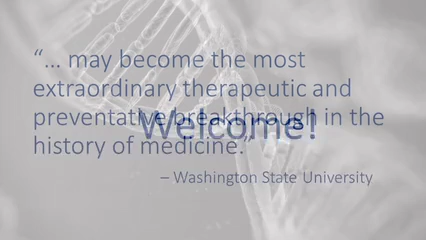 “... may become the most
extraordinary therapeutic and
preventative breakthrough in the
Welcome!
history of medicine.”
– Washington State University